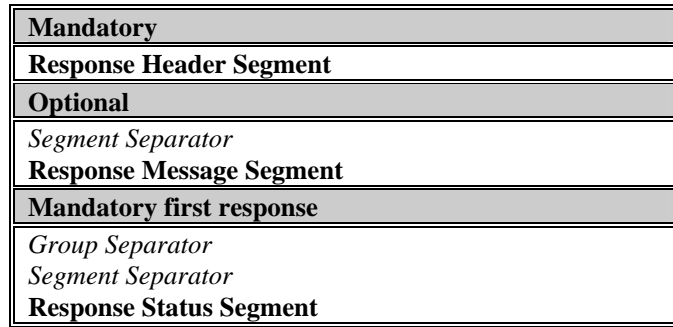 Mandatory
Response Header Segment
Optional
Segment Separator
Response Message Segment
Mandatory first response
Group Separator
Segment Separator
Response Status Segment